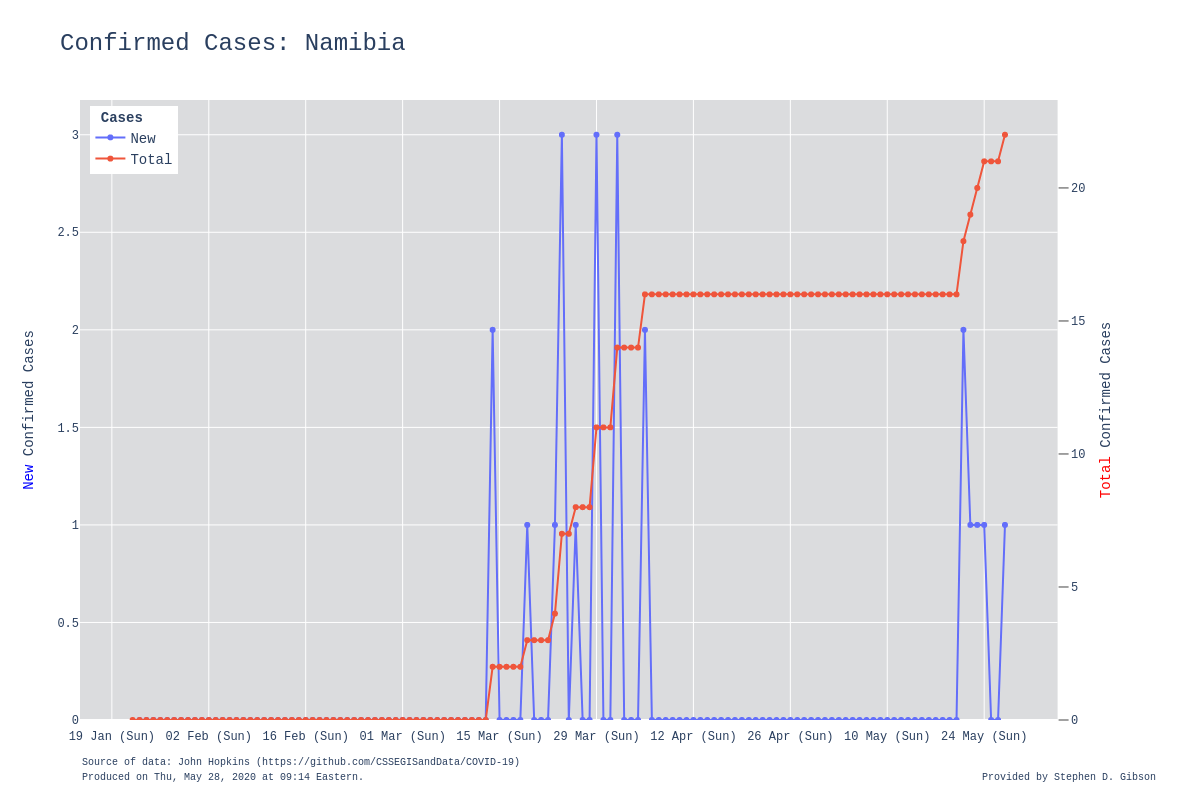 Confirmed Cases: Namibia
Cases
New
Total
3
2.5
2
1.5
1
0.5
0
New Confirmed Cases
20
15
10
5
0
Total Confirmed Cases
19 Jan (Sun) 02 Feb (Sun) 16 Feb (Sun) 01 Mar (Sun) 15 Mar (Sun) 29 Mar (Sun) 12 Apr (Sun) 26 Apr (Sun) 10 May (Sun) 24 May (Sun)
Source of data: John Hopkins (https://github.com/CSSEGISandData/COVID-19)
Produced on Thu, May 28, 2020 at 09:14 Eastern.
Provided by Stephen D. Gibson